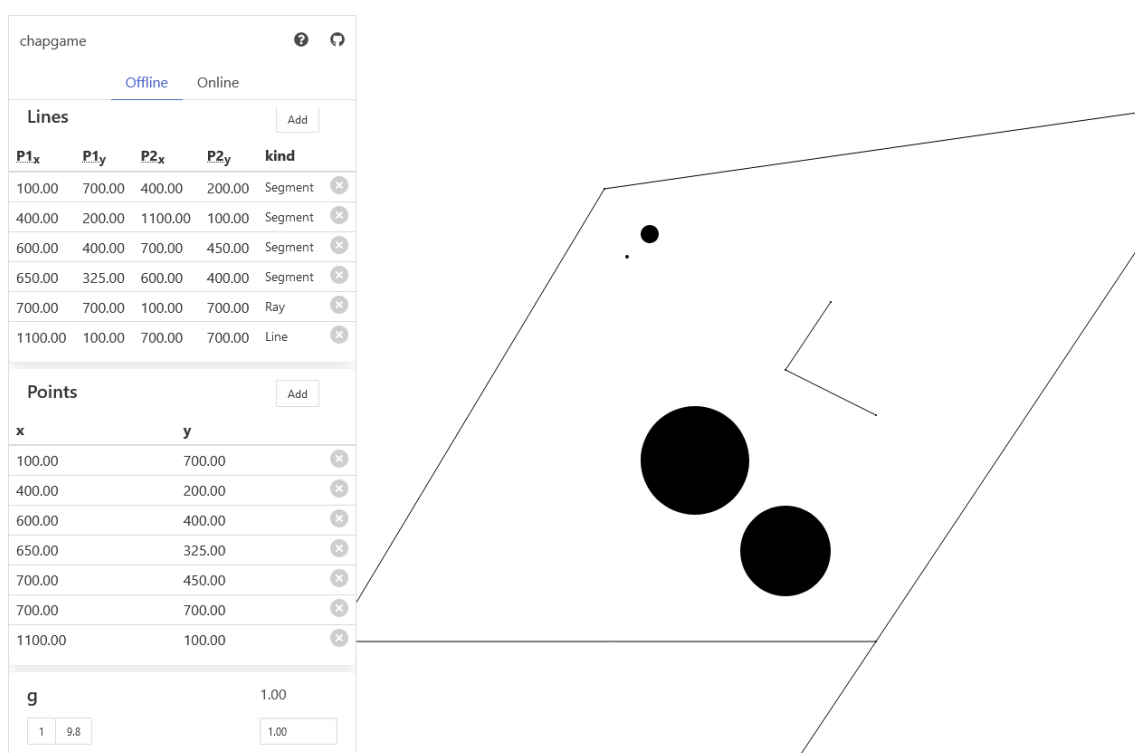 chapgame
Offline Online
Lines Add
P1x P1y P2x P2y kind
100.00 700.00 400.00 200.00 Segment
400.00 200.00 1100.00 100.00 Segment
600.00 400.00 700.00 450.00 Segment
650.00 325.00 600.00 400.00 Segment
700.00 700.00 100.00 700.00 Ray
1100.00 100.00 700.00 700.00 Line
Points Add
x y
100.00 700.00
400.00 200.00
600.00 400.00
650.00 325.00
700.00 450.00
700.00 700.00
1100.00 100.00
g 1.00
1 9.8 1.00